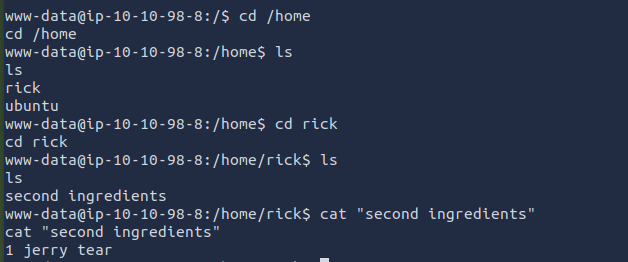 www-data@ip-10-10-98-8:/$ cd /home
cd /home
www-data@ip-10-10-98-8:/home$ ls
ls
rick
ubuntu
www-data@ip-10-10-98-8:/home$ cd rick
cd rick
www-data@ip-10-10-98-8:/home/rick$ ls
ls
second ingredients
www-data@ip-10-10-98-8:/home/rick$ cat "second ingredients"
cat "second ingredients"
1 jerry tear